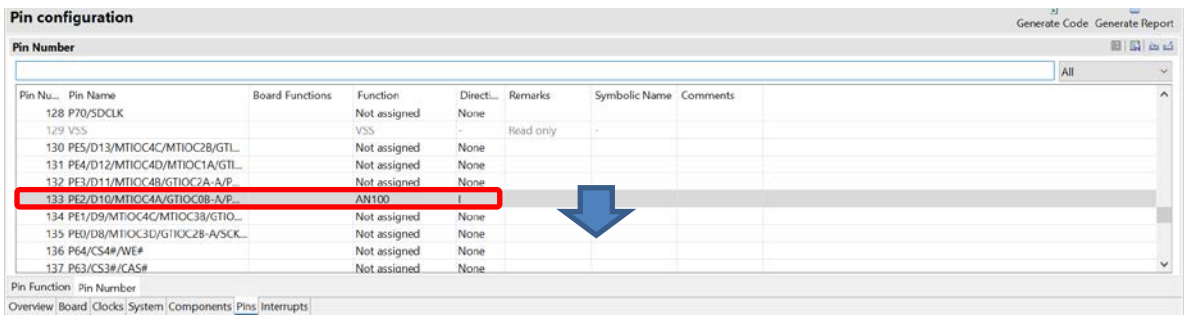 Pin configuration
Generate Code Generate Report
Pin Number
All
Pin Nu... Pin Name Board Functions Function Directi... Remarks Symbolic Name Comments
128 P70/SDCLK Not assigned None
129 VSS VSS - Read only -
130 PE5/D13/MTIOC4C/MTIOC2B/GTI... Not assigned None
131 PE4/D12/MTIOC4D/MTIOC1A/GTI... Not assigned None
132 PE3/D11/MTIOC4B/GTIOC2A-A/P... Not assigned None
133 PE2/D10/MTIOC4A/GTIOC0B-A/P... AN100 I
134 PE1/D9/MTIOC4C/MTIOC3B/GTIO... Not assigned None
135 PE0/D8/MTIOC3D/GTIOC2B-A/SCK... Not assigned None
136 P64/CS4#/WE# Not assigned None
137 P63/CS3#/CAS# Not assigned None
Pin Function Pin Number
Overview Board Clocks System Components Pins Interrupts